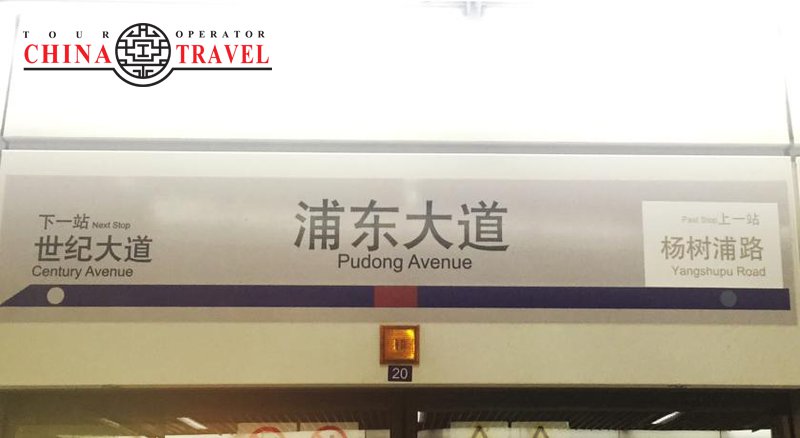 TOUR OPERATOR
CHINA TRAVEL
下一站 Next Stop
世纪大道
Century Avenue
浦东大道
Pudong Avenue
Past Stop 上一站
杨树浦路
Yangshupu Road
20